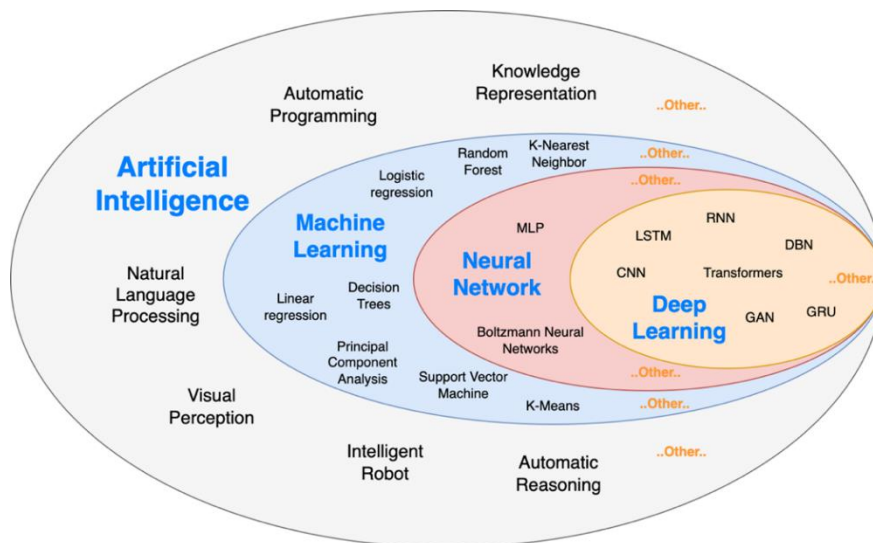 Knowledge
Representation
Automatic
Programming
..Other..
Artificial
Intelligence
K-Nearest
Neighbor
..Other..
Random
Forest
Logistic
regression
..Other..
Machine
Learning
MLP
RNN
LSTM
DBN
Neural
Network
CNN
Transformers
..Other..
Natural
Language
Processing
Decision
Trees
Linear
regression
Deep
Learning
GAN
GRU
Boltzmann Neural
Networks
Principal
Component
Analysis
Support Vector
Machine
..Other..
K-Means
..Other..
Visual
Perception
Intelligent
Robot
Automatic
Reasoning
..Other..